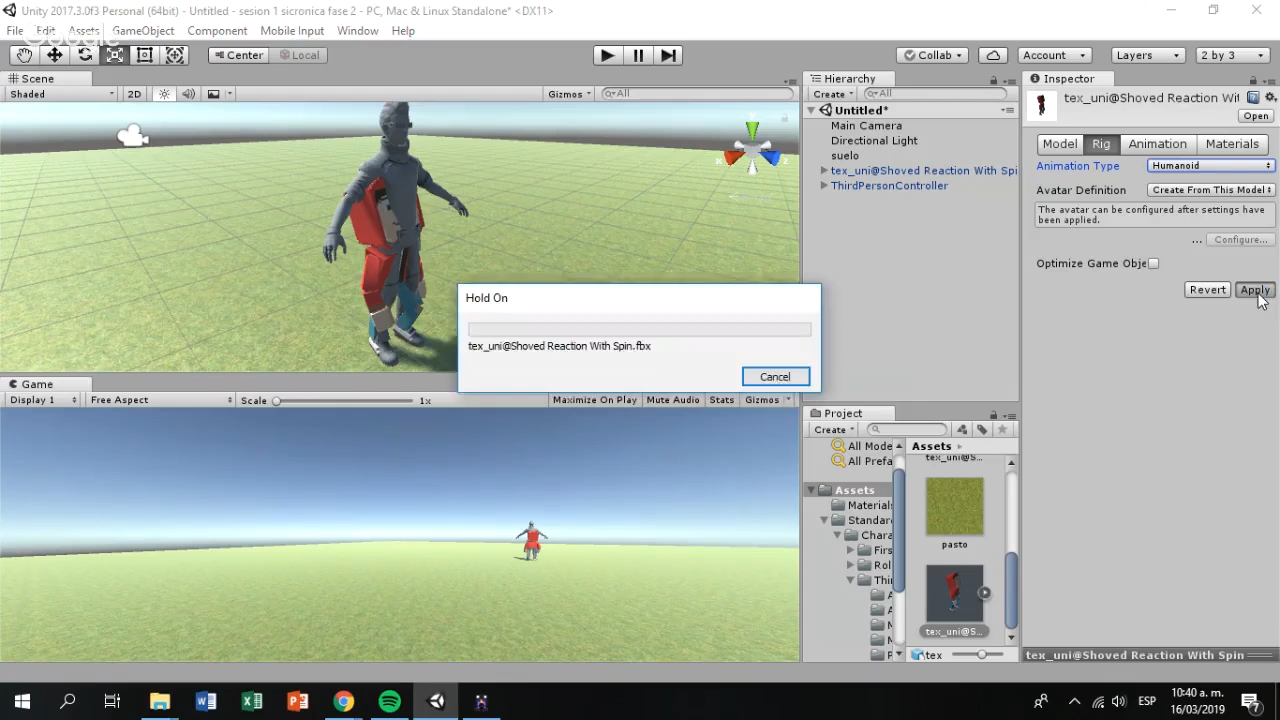 Unity 2017.3.0f3 Personal (64bit) - Untitled - sesion 1 sicronica fase 2 - PC, Mac & Linux Standalone* <DX11>
File Edit Assets GameObject Component Mobile Input Window Help
Google
Center Local Collab Account Layers 2 by 3
Scene
Shaded 2D Gizmos All
Hierarchy
Create All
Untitled*
Main Camera
Directional Light
suelo
tex_uni@Shoved Reaction With Spi
ThirdPersonController
Inspector
tex_uni@Shoved Reaction Wit
Open
Model Rig Animation Materials
Animation Type Humanoid
Avatar Definition Create From This Model
The avatar can be configured after settings have
been applied.
... Configure...
Optimize Game Obje
Revert Apply
Hold On
tex_uni@Shoved Reaction With Spin.fbx
Cancel
Game
Display 1 Free Aspect Scale 1x Maximize On Play Mute Audio Stats Gizmos
Project
Create
All Mode
All Prefa
Assets
Materials
Standar
Chara
Firs
Rol
Thi
A
A
M
M
P
Assets
tex_uni@S...
pasto
tex_uni@S...
tex
tex_uni@Shoved Reaction With Spin
ESP
10:40 a. m.
16/03/2019
7